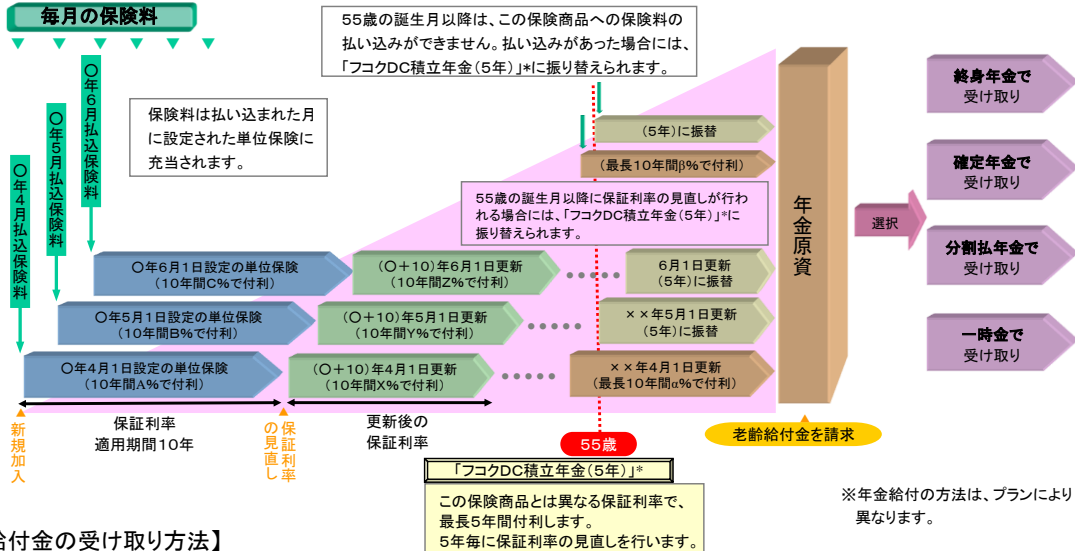 毎月の保険料
55歳の誕生月以降は、この保険商品への保険料の
払い込みができません。払い込みがあった場合には、
「フコクDC積立年金(5年)」*に振り替えられます。
〇年6月払込保険料
〇年5月払込保険料
〇年4月払込保険料
保険料は払い込まれた月
に設定された単位保険に
充当されます。
(5年)に振替
(最長10年間β%で付利)
55歳の誕生月以降に保証利率の見直しが行わ
れる場合には、「フコクDC積立年金(5年)」*に
振り替えられます。
〇年6月1日設定の単位保険
(10年間C%で付利)
(〇+10)年6月1日更新
(10年間Z%で付利)
6月1日更新
(5年)に振替
〇年5月1日設定の単位保険
(10年間B%で付利)
(〇+10)年5月1日更新
(10年間Y%で付利)
××年5月1日更新
(5年)に振替
〇年4月1日設定の単位保険
(10年間A%で付利)
(〇+10)年4月1日更新
(10年間X%で付利)
××年4月1日更新
(最長10年間α%で付利)
年金原資
選択
終身年金で
受け取り
確定年金で
受け取り
分割払年金で
受け取り
一時金で
受け取り
新規加入
保証利率
適用期間10年
保証利率
の見直し
更新後の
保証利率
55歳
老齢給付金を請求
「フコクDC積立年金(5年)」*
この保険商品とは異なる保証利率で、
最長5年間付利します。
5年毎に保証利率の見直しを行います。
※年金給付の方法は、プランにより
異なります。
給付金の受け取り方法】